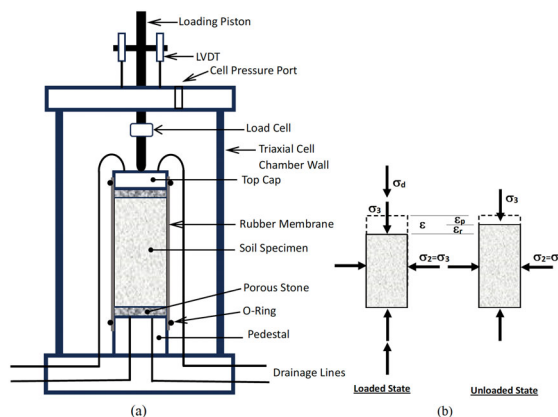 Loading Piston
LVDT
Cell Pressure Port
Load Cell
Triaxial Cell
Chamber Wall
Top Cap
Rubber Membrane
Soil Specimen
Porous Stone
O-Ring
Pedestal
Drainage Lines
(a)
σd
σ3
ε
εp
εr
σ3
σ2=σ3
σ2=σ
Loaded State
Unloaded State
(b)